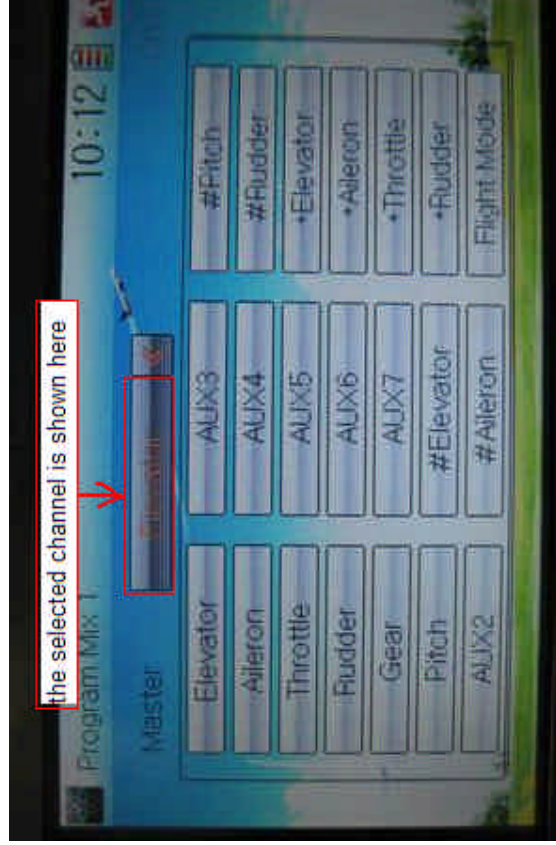 the selected channel is shown here
Program Mix 1 10:12
Master
Elevator AUX3 #Pitch
Aileron AUX4 #Rudder
Throttle AUX5 *Elevator
Rudder AUX6 *Aileron
Gear AUX7 *Throttle
Pitch #Elevator *Rudder
AUX2 #Aileron Flight Mode